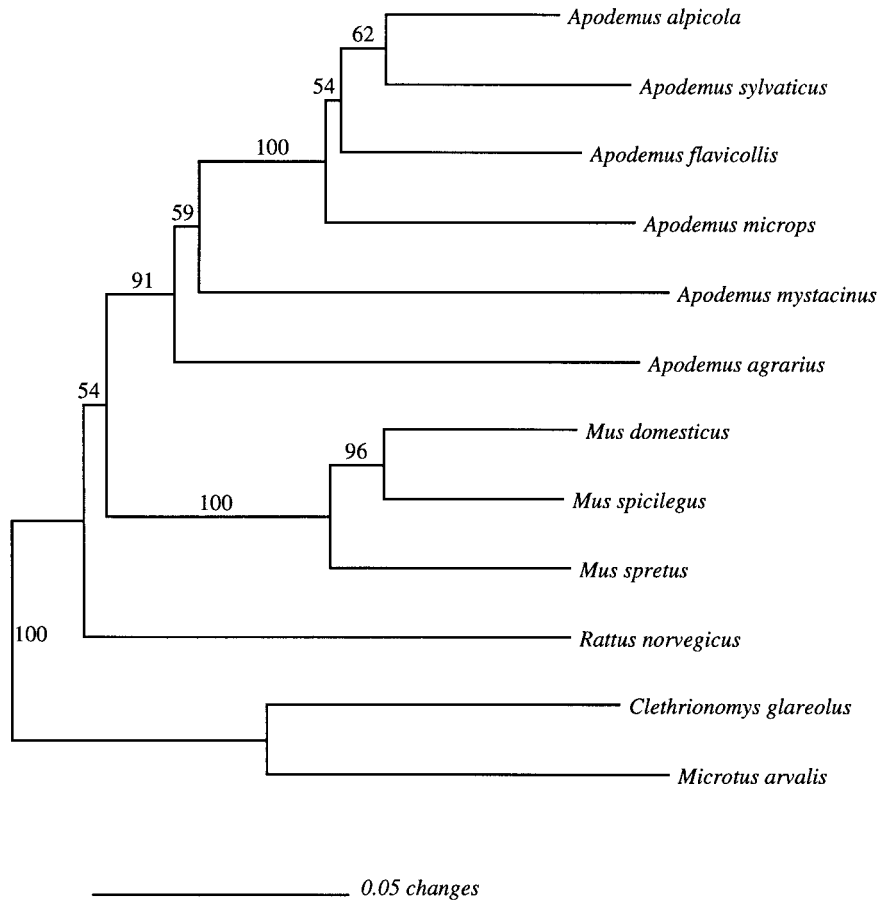 Apodemus alpicola
62
Apodemus sylvaticus
54
Apodemus flavicollis
100
Apodemus microps
59
91
Apodemus mystacinus
Apodemus agrarius
54
Mus domesticus
96
Mus spicilegus
100
Mus spretus
100
Rattus norvegicus
Clethrionomys glareolus
Microtus arvalis
0.05 changes